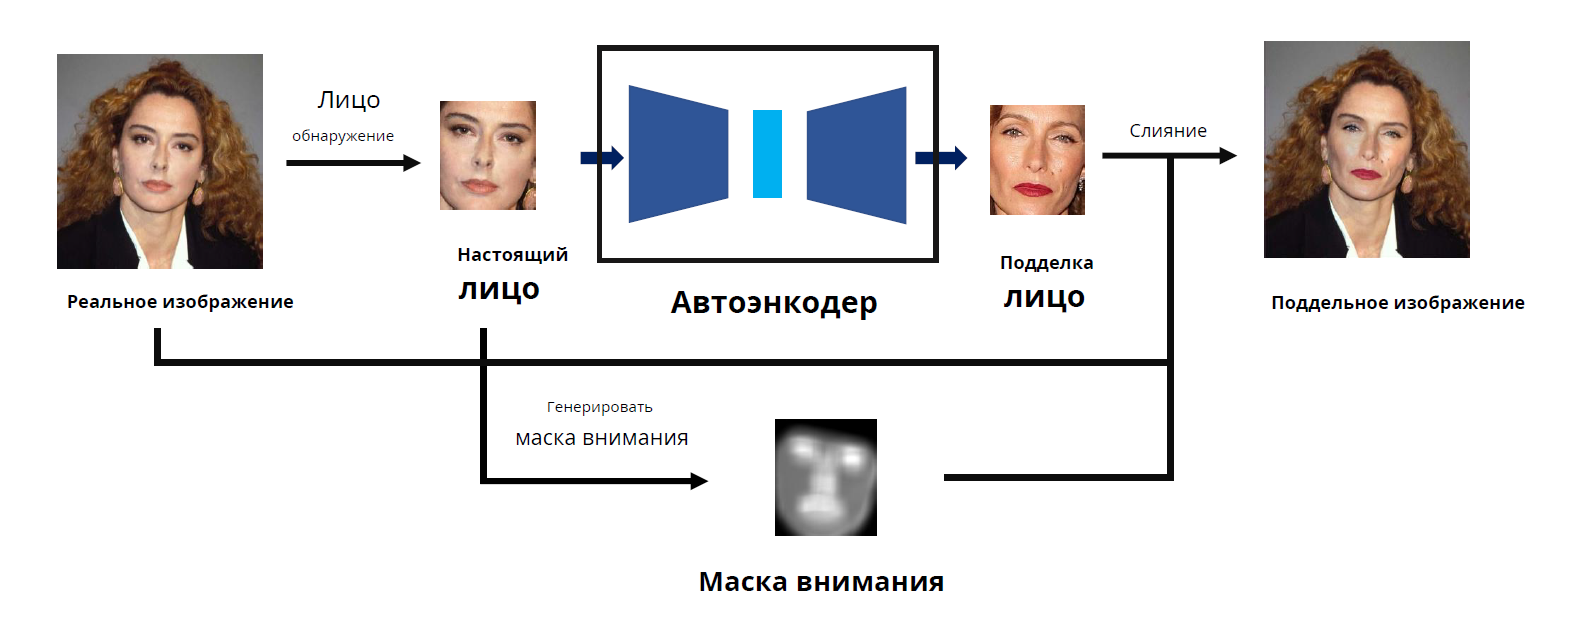 Лицо
обнаружение
Слияние
Настоящий
лицо
Подделка
лицо
Реальное изображение
Автоэнкодер
Поддельное изображение
Генерировать
маска внимания
Маска внимания